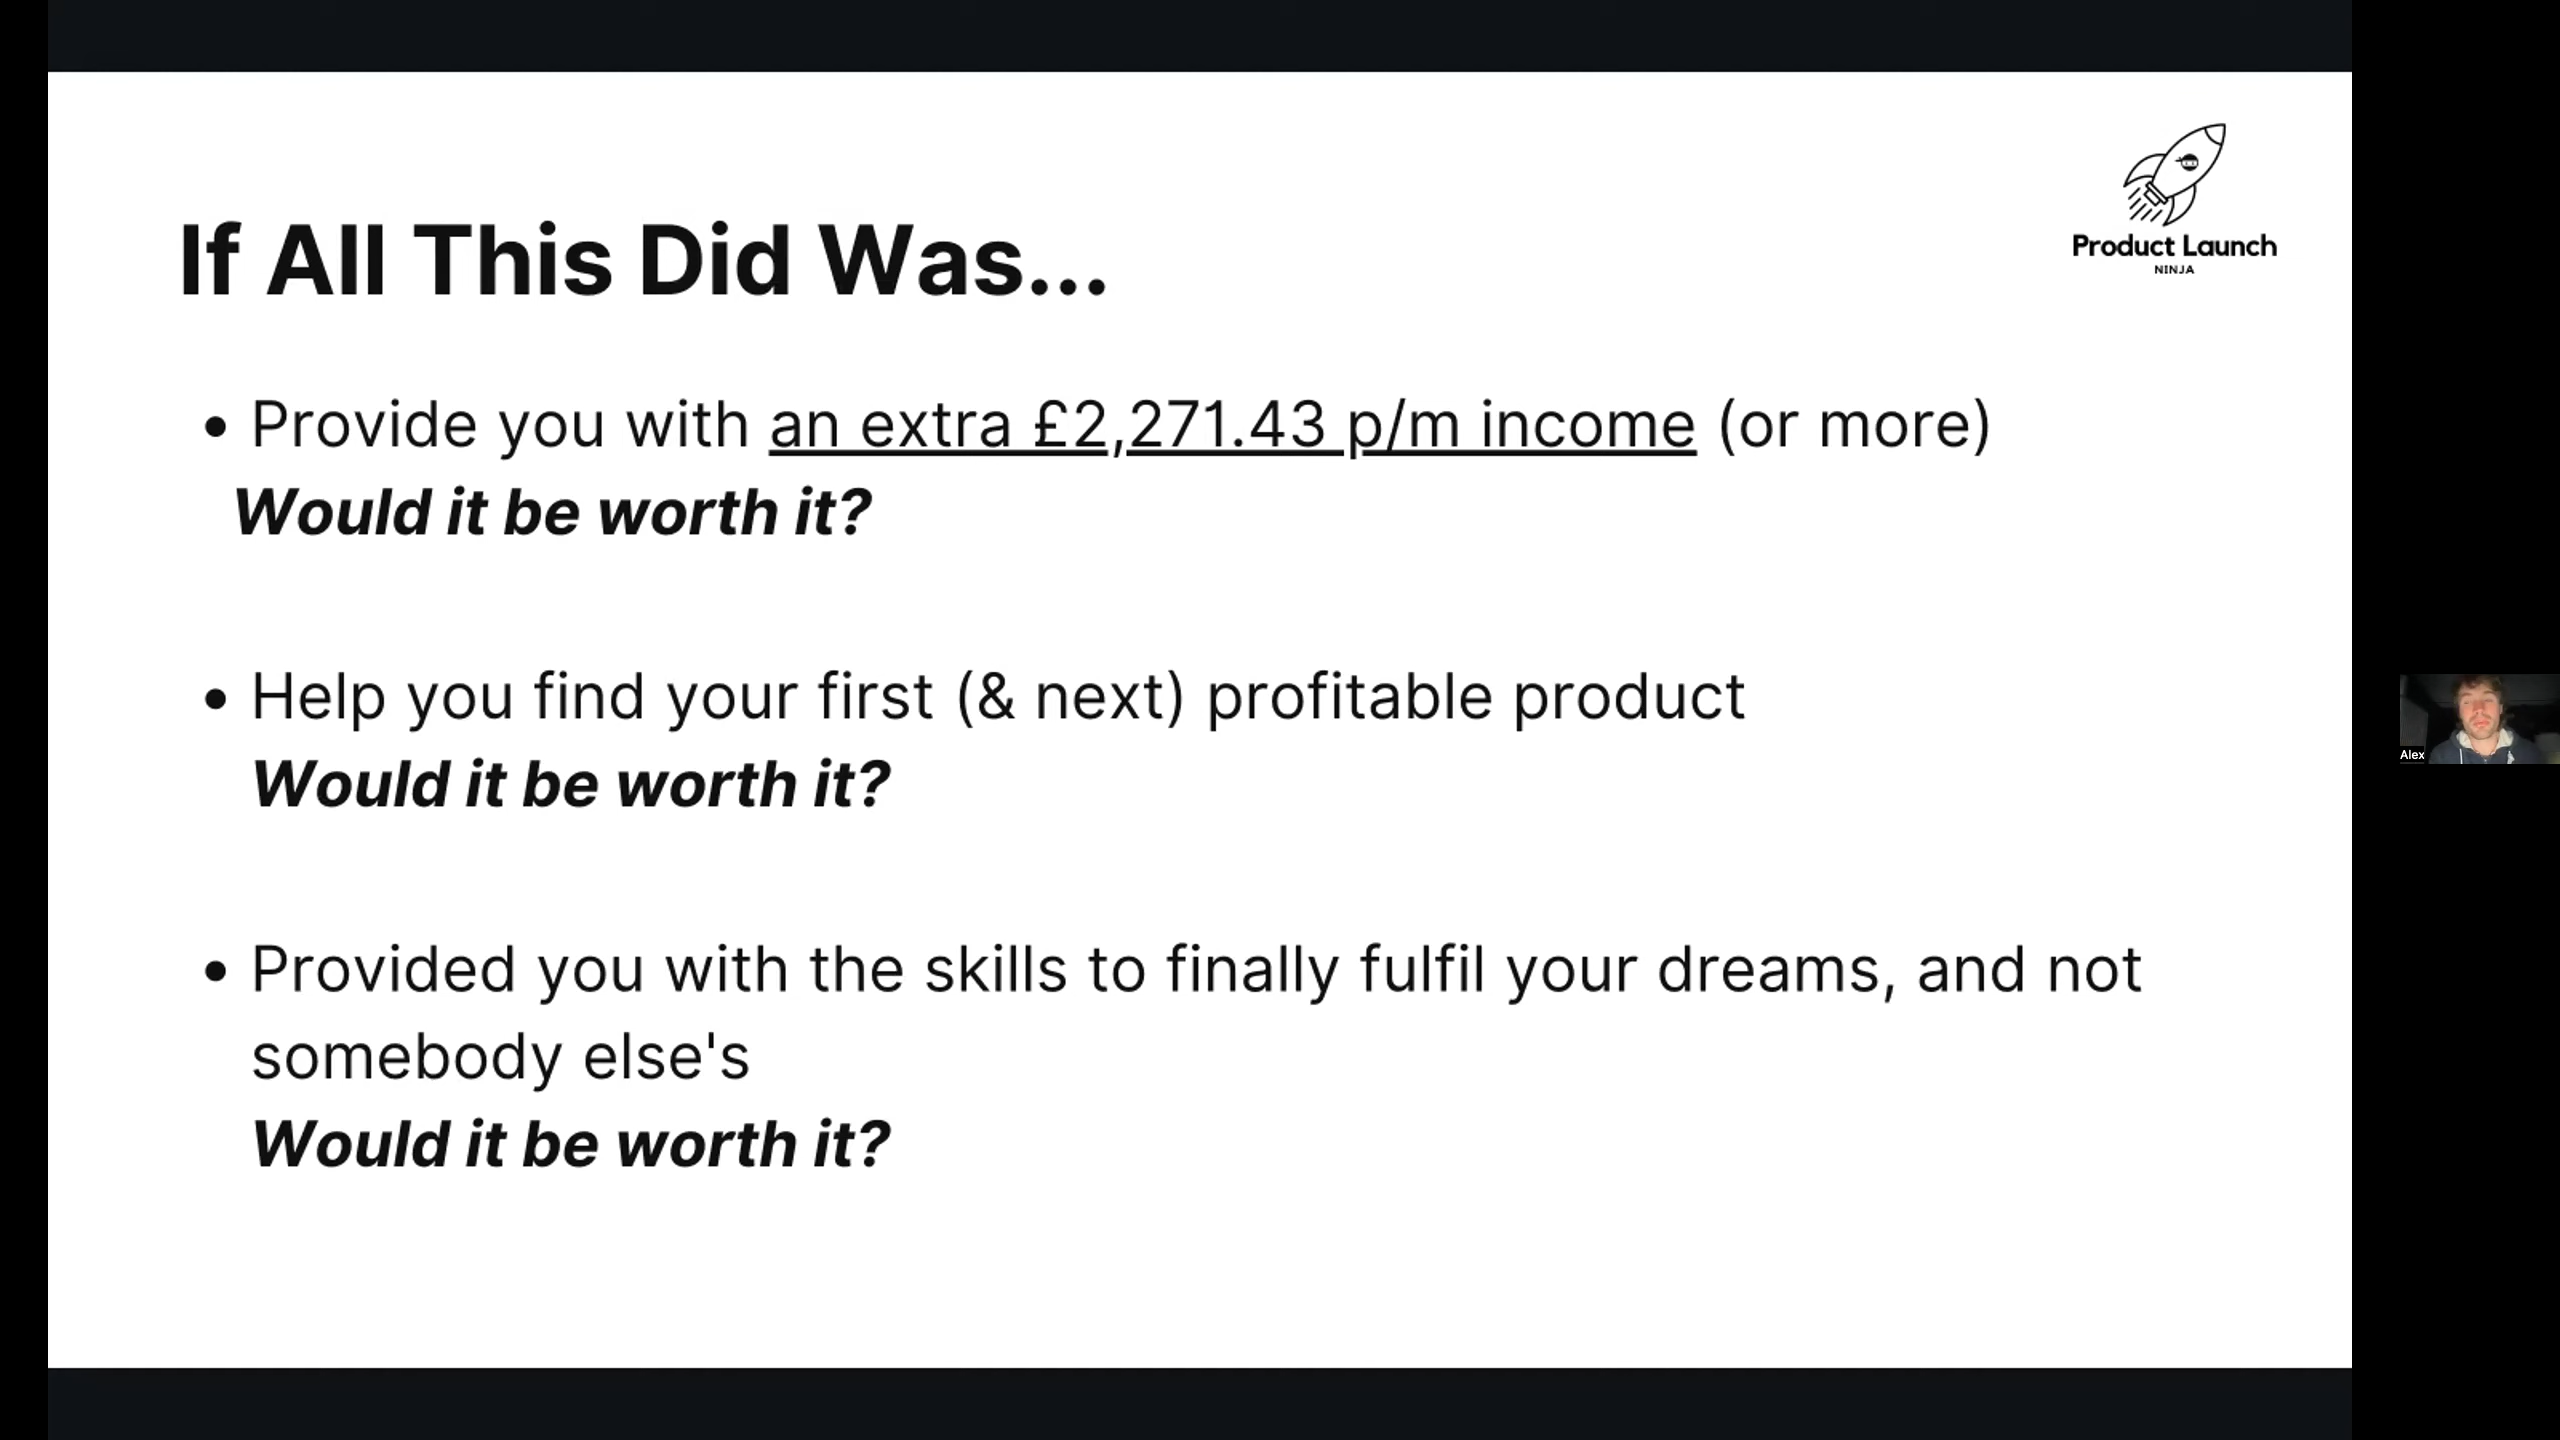 Product Launch
NINJA
If All This Did Was...
• Provide you with an extra £2,271.43 p/m income (or more)
Would it be worth it?
• Help you find your first (& next) profitable product
Would it be worth it?
• Provided you with the skills to finally fulfil your dreams, and not
somebody else's
Would it be worth it?
Alex